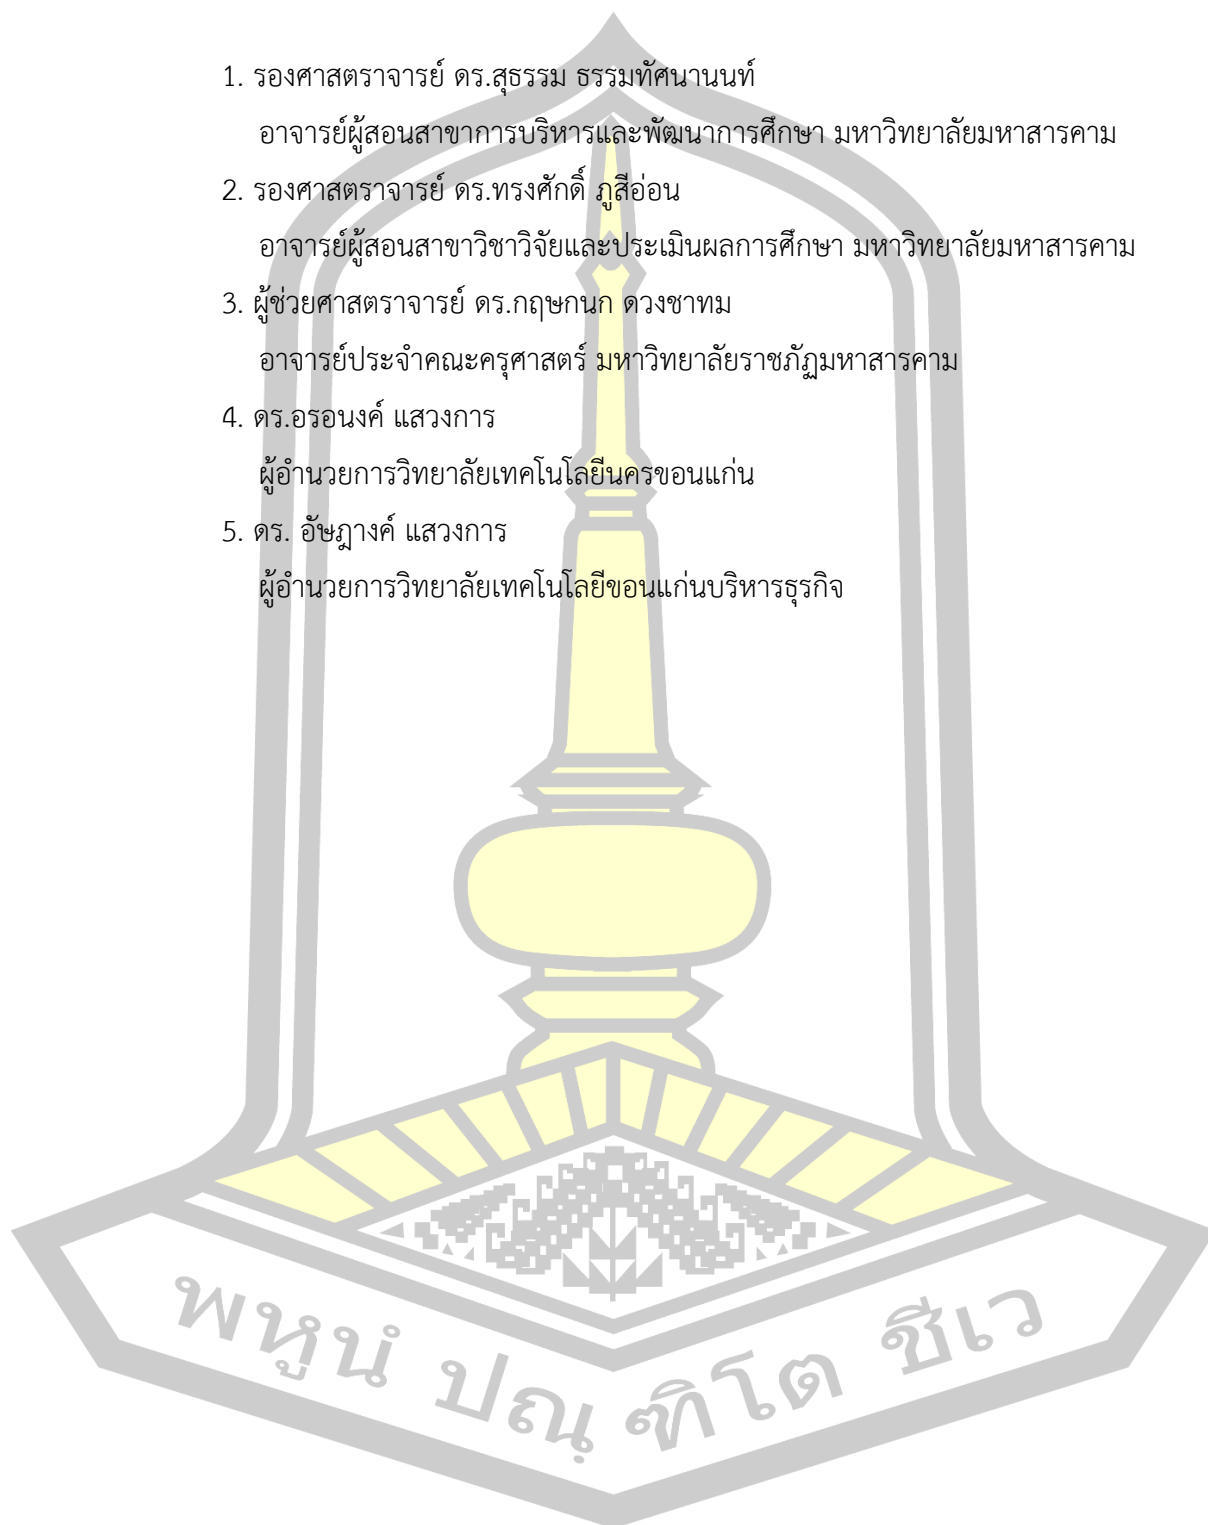 1. รองศาสตราจารย์ ดร.สุธรรม ธรรมทัศนานนท์
อาจารย์ผู้สอนสาขาการบริหารและพัฒนาการศึกษา มหาวิทยาลัยมหาสารคาม
2. รองศาสตราจารย์ ดร.ทรงศักดิ์ ภูสีอ่อน
อาจารย์ผู้สอนสาขาวิชาวิจัยและประเมินผลการศึกษา มหาวิทยาลัยมหาสารคาม
3. ผู้ช่วยศาสตราจารย์ ดร.กฤษกนก ดวงชาทม
อาจารย์ประจำคณะครุศาสตร์ มหาวิทยาลัยราชภัฏมหาสารคาม
4. ดร.อรอนงค์ แสวงการ
ผู้อำนวยการวิทยาลัยเทคโนโลยีนครขอนแก่น
5. ดร. อัษฎางค์ แสวงการ
ผู้อำนวยการวิทยาลัยเทคโนโลยีขอนแก่นบริหารธุรกิจ
พหูนํ ปณฺ ฑิโต ชีเว